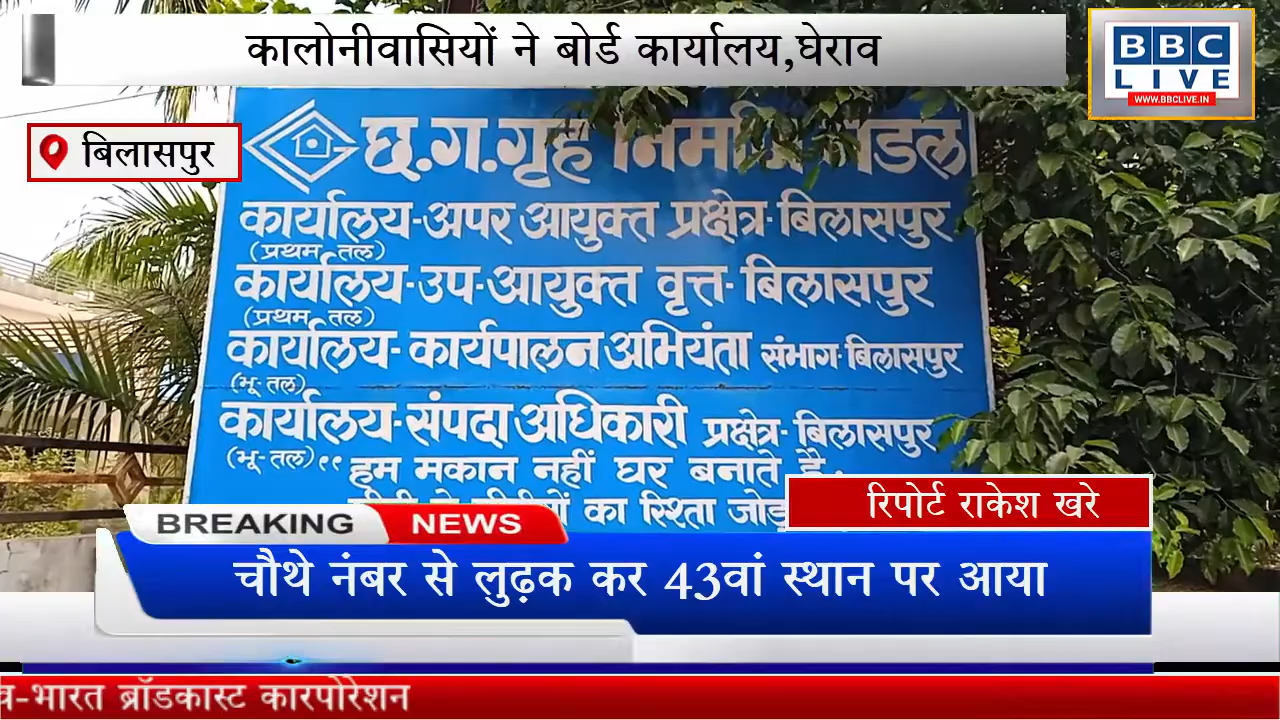 कालोनीवासियों ने बोर्ड कार्यालय,घेराव
BBC
LIVE
WWW.BBCLIVE.IN
बिलासपुर
छ.ग.गृह
कार्यालय-अपर आयुक्त प्रक्षेत्र-बिलासपुर
(प्रथम तल)
कार्यालय-उप-आयुक्त वृत्त-बिलासपुर
(प्रथम तल)
कार्यालय-कार्यपालन अभियंता संभाग-बिलासपुर
(भू-तल)
कार्यालय-संपदा अधिकारी प्रक्षेत्र-बिलासपुर
(भू-तल)
“हम मकान नहीं घर बनाते है
का रिश्ता
रिपोर्ट राकेश खरे
BREAKING NEWS
चौथे नंबर से लुढ़क कर 43वां स्थान पर आया
-भारत ब्रॉडकास्ट कारपोरेशन